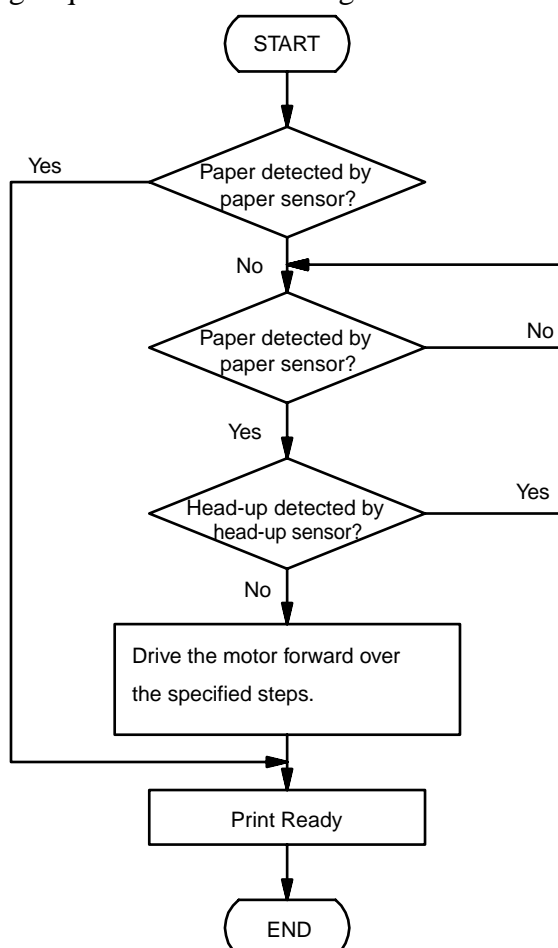 START
Yes
Paper detected by
paper sensor?
No
Paper detected by
paper sensor?
No
Yes
Head-up detected by
head-up sensor?
Yes
No
Drive the motor forward over
the specified steps.
Print Ready
END